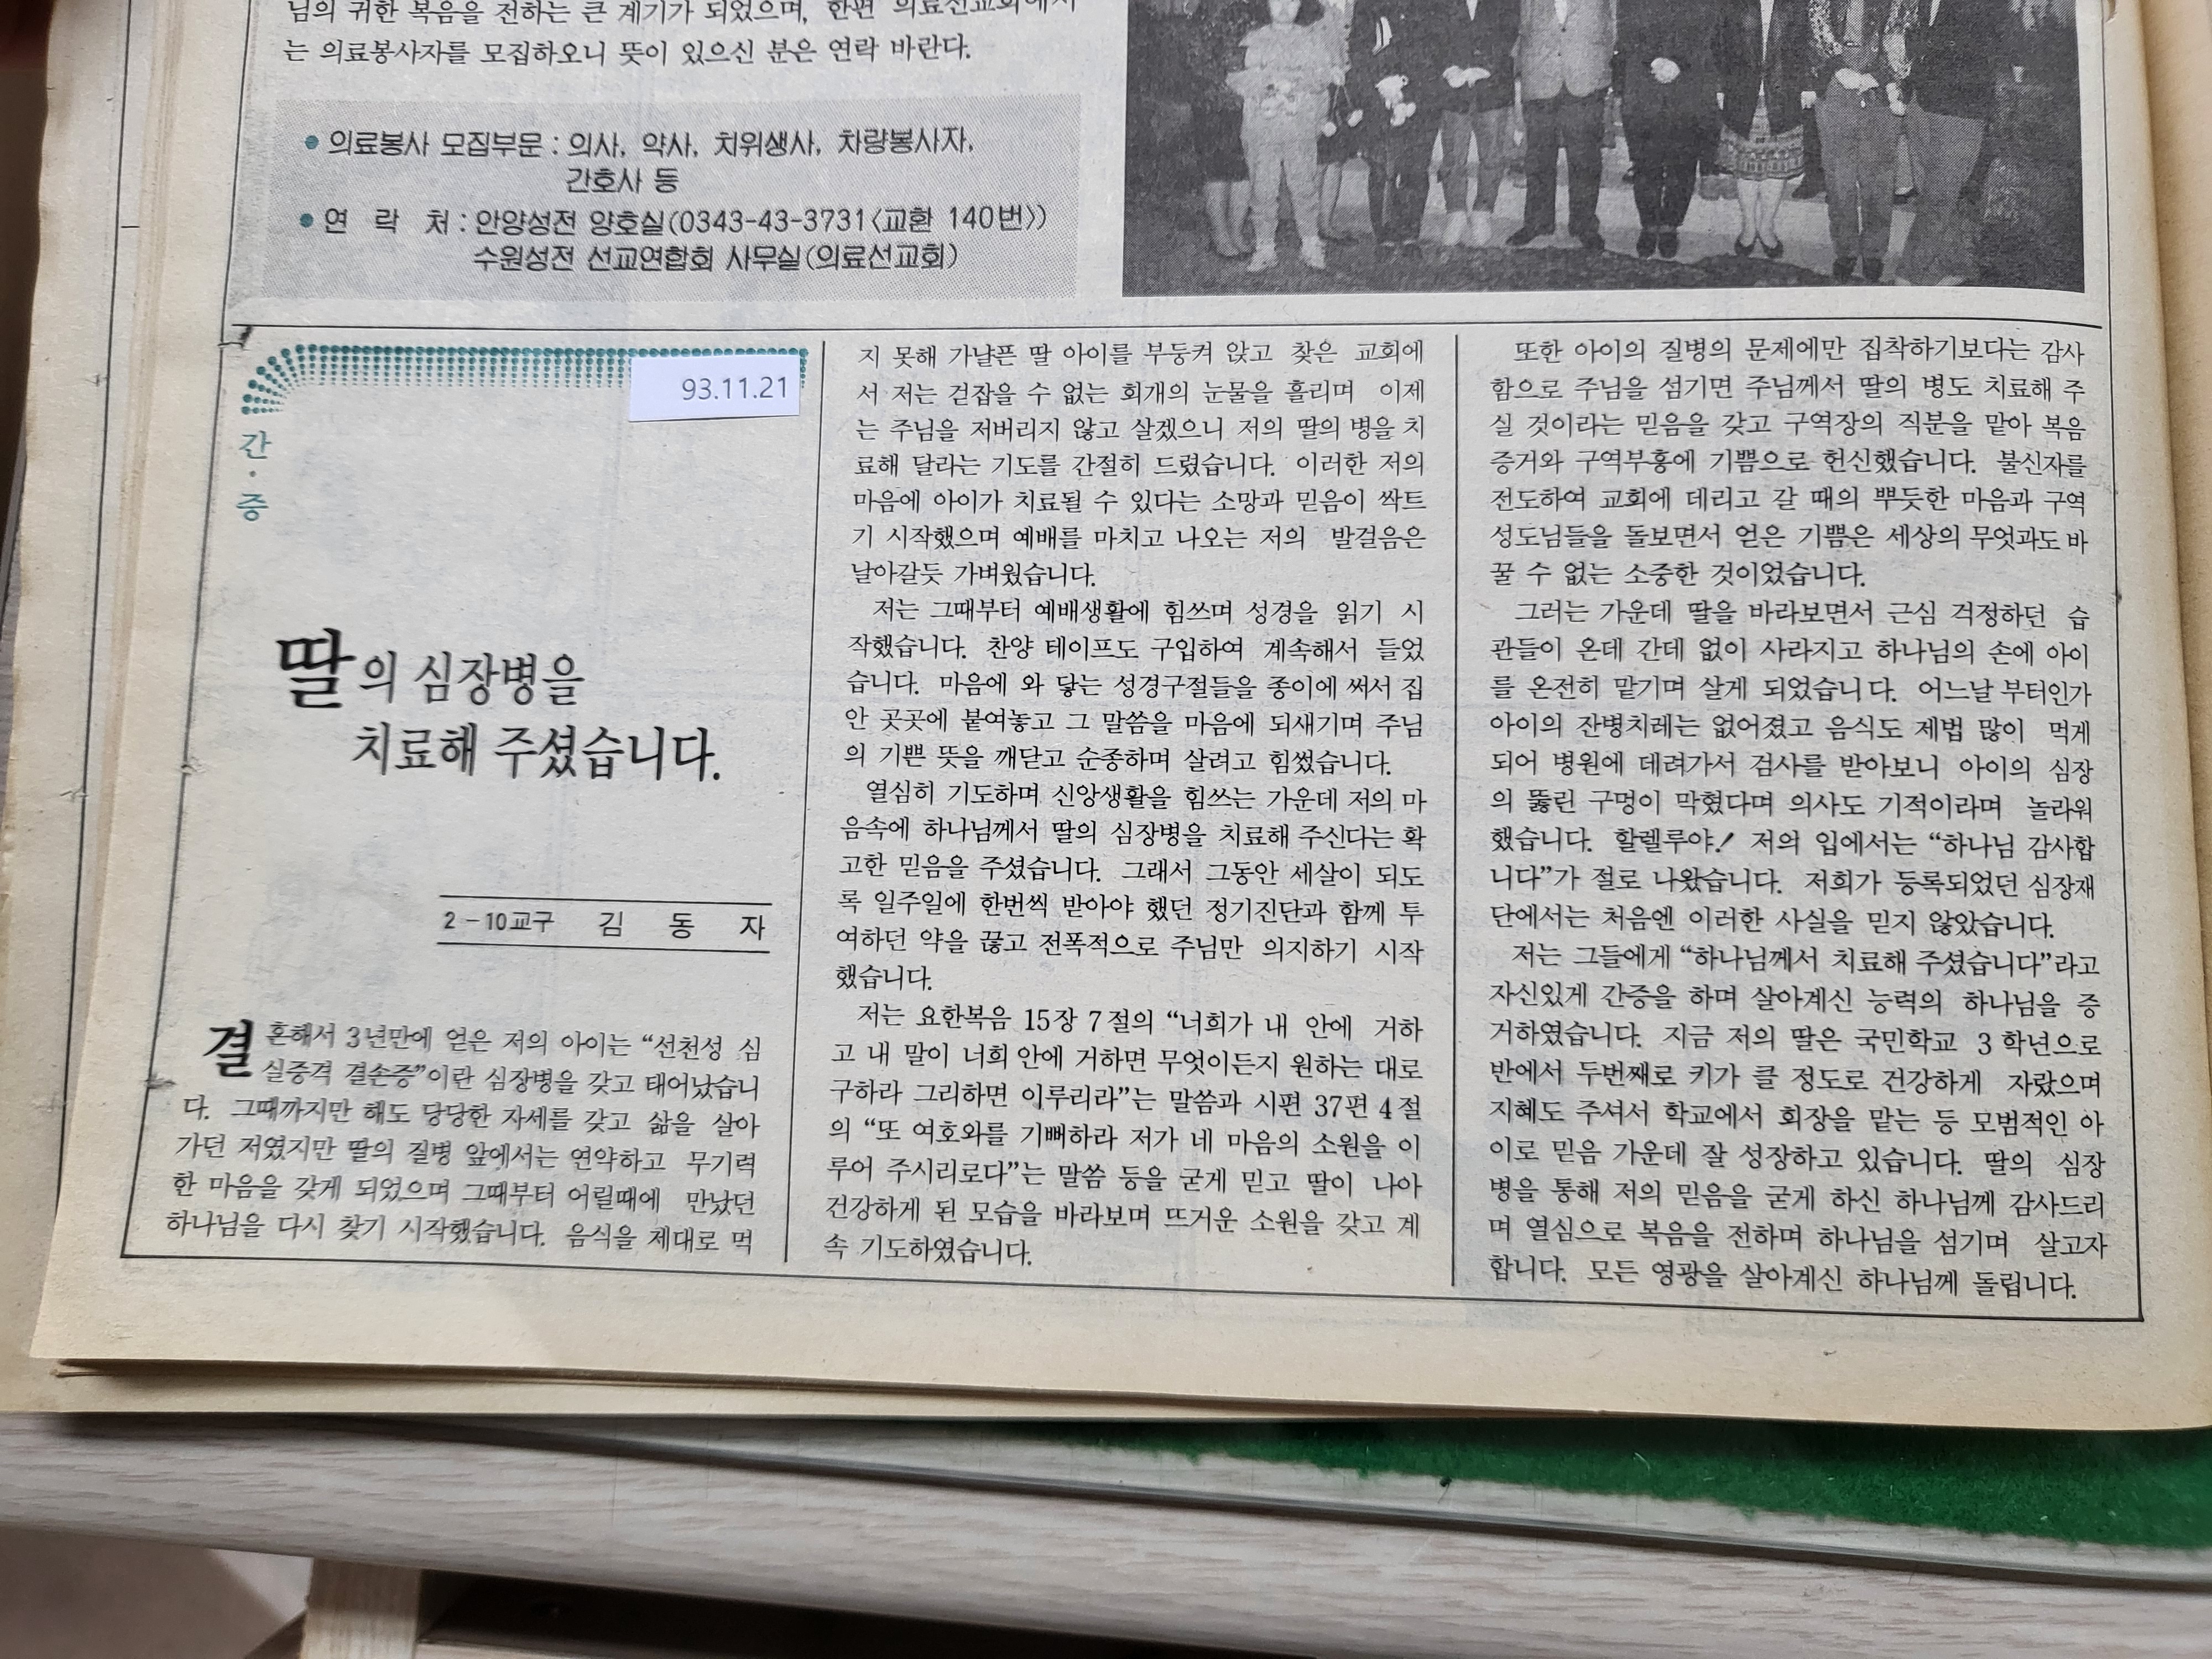 님의 귀한 복음을 전하는 큰 계기가 되었으며, 한편 의료선교회에서
는 의료봉사자를 모집하오니 뜻이 있으신 분은 연락 바란다.
● 의료봉사 모집부문 : 의사, 약사, 치위생사, 차량봉사자,
간호사 등
● 연 락 처 : 안양성전 양호실(0343-43-3731〈교환 140번〉)
수원성전 선교연합회 사무실(의료선교회)
93.11.21
간·증
딸의 심장병을
치료해 주셨습니다.
2-10교구 김 동 자
결혼해서 3년만에 얻은 저의 아이는 “선천성 심
실중격 결손증”이란 심장병을 갖고 태어났습니
다. 그때까지만 해도 당당한 자세를 갖고 삶을 살아
가던 저였지만 딸의 질병 앞에서는 연약하고 무기력
한 마음을 갖게 되었으며 그때부터 어릴때에 만났던
하나님을 다시 찾기 시작했습니다. 음식을 제대로 먹
지 못해 가냘픈 딸 아이를 부둥켜 앉고 찾은 교회에
서 저는 걷잡을 수 없는 회개의 눈물을 흘리며 이제
는 주님을 저버리지 않고 살겠으니 저의 딸의 병을 치
료해 달라는 기도를 간절히 드렸습니다. 이러한 저의
마음에 아이가 치료될 수 있다는 소망과 믿음이 싹트
기 시작했으며 예배를 마치고 나오는 저의 발걸음은
날아갈듯 가벼웠습니다.
저는 그때부터 예배생활에 힘쓰며 성경을 읽기 시
작했습니다. 찬양 테이프도 구입하여 계속해서 들었
습니다. 마음에 와 닿는 성경구절들을 종이에 써서 집
안 곳곳에 붙여놓고 그 말씀을 마음에 되새기며 주님
의 기쁜 뜻을 깨닫고 순종하며 살려고 힘썼습니다.
열심히 기도하며 신앙생활을 힘쓰는 가운데 저의 마
음속에 하나님께서 딸의 심장병을 치료해 주신다는 확
고한 믿음을 주셨습니다. 그래서 그동안 세살이 되도
록 일주일에 한번씩 받아야 했던 정기진단과 함께 투
여하던 약을 끊고 전폭적으로 주님만 의지하기 시작
했습니다.
저는 요한복음 15장 7절의 “너희가 내 안에 거하
고 내 말이 너희 안에 거하면 무엇이든지 원하는 대로
구하라 그리하면 이루리라”는 말씀과 시편 37편 4절
의 “또 여호와를 기뻐하라 저가 네 마음의 소원을 이
루어 주시리로다”는 말씀 등을 굳게 믿고 딸이 나아
건강하게 된 모습을 바라보며 뜨거운 소원을 갖고 계
속 기도하였습니다.
또한 아이의 질병의 문제에만 집착하기보다는 감사
함으로 주님을 섬기면 주님께서 딸의 병도 치료해 주
실 것이라는 믿음을 갖고 구역장의 직분을 맡아 복음
증거와 구역부흥에 기쁨으로 헌신했습니다. 불신자를
전도하여 교회에 데리고 갈 때의 뿌듯한 마음과 구역
성도님들을 돌보면서 얻은 기쁨은 세상의 무엇과도 바
꿀 수 없는 소중한 것이었습니다.
그러는 가운데 딸을 바라보면서 근심 걱정하던 습
관들이 온데 간데 없이 사라지고 하나님의 손에 아이
를 온전히 맡기며 살게 되었습니다. 어느날 부터인가
아이의 잔병치레는 없어졌고 음식도 제법 많이 먹게
되어 병원에 데려가서 검사를 받아보니 아이의 심장
의 뚫린 구멍이 막혔다며 의사도 기적이라며 놀라워
했습니다. 할렐루야! 저의 입에서는 “하나님 감사합
니다”가 절로 나왔습니다. 저희가 등록되었던 심장재
단에서는 처음엔 이러한 사실을 믿지 않았습니다.
저는 그들에게 “하나님께서 치료해 주셨습니다”라고
자신있게 간증을 하며 살아계신 능력의 하나님을 증
거하였습니다. 지금 저의 딸은 국민학교 3학년으로
반에서 두번째로 키가 클 정도로 건강하게 자랐으며
지혜도 주셔서 학교에서 회장을 맡는 등 모범적인 아
이로 믿음 가운데 잘 성장하고 있습니다. 딸의 심장
병을 통해 저의 믿음을 굳게 하신 하나님께 감사드리
며 열심으로 복음을 전하며 하나님을 섬기며 살고자
합니다. 모든 영광을 살아계신 하나님께 돌립니다.